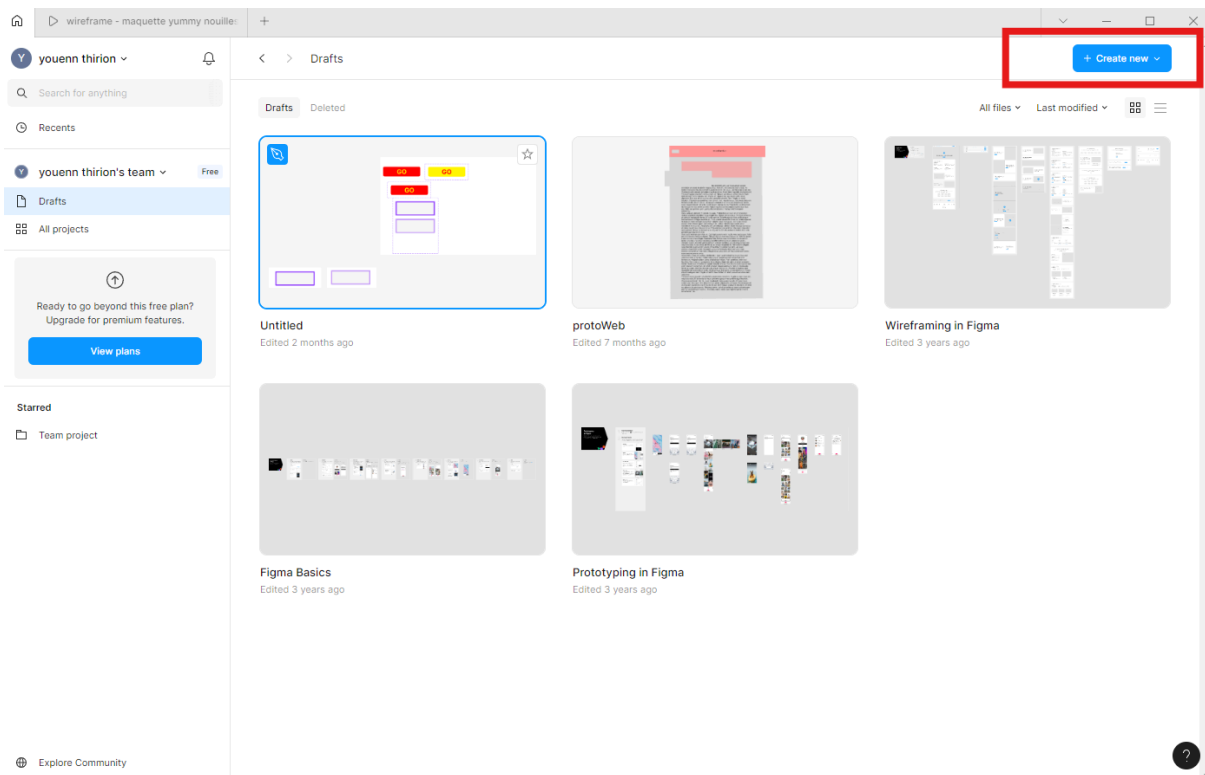 wireframe - maquette yummy nouille
youenn thirion
Drafts
+ Create new
Search for anything
Recents
Drafts
Deleted
All files
Last modified
youenn thirion's team
Free
Drafts
All projects
GO
GO
GO
Ready to go beyond this free plan?
Upgrade for premium features.
View plans
Untitled
Edited 2 months ago
protoWeb
Edited 7 months ago
Wireframing in Figma
Edited 3 years ago
Starred
Team project
Figma Basics
Edited 3 years ago
Prototyping in Figma
Edited 3 years ago
Explore Community
?